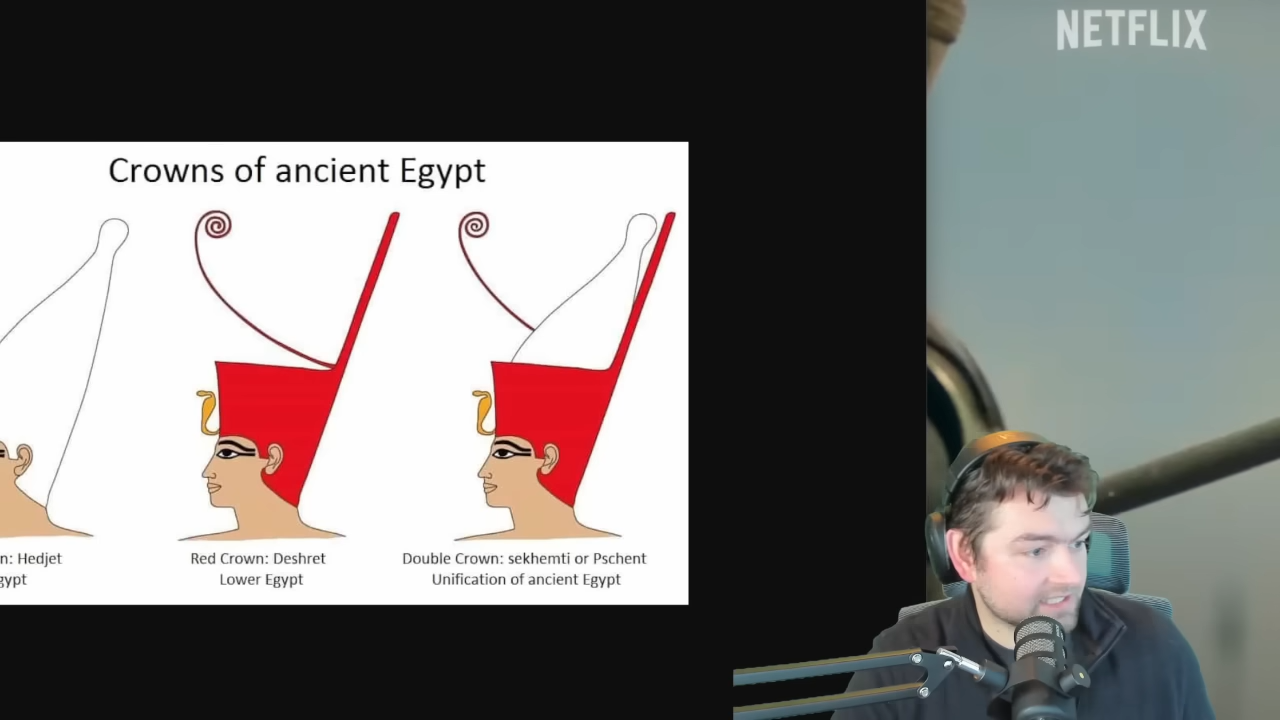 NETFLIX
Crowns of ancient Egypt
n: Hedjet
gypt
Red Crown: Deshret
Lower Egypt
Double Crown: sekhemti or Pschent
Unification of ancient Egypt